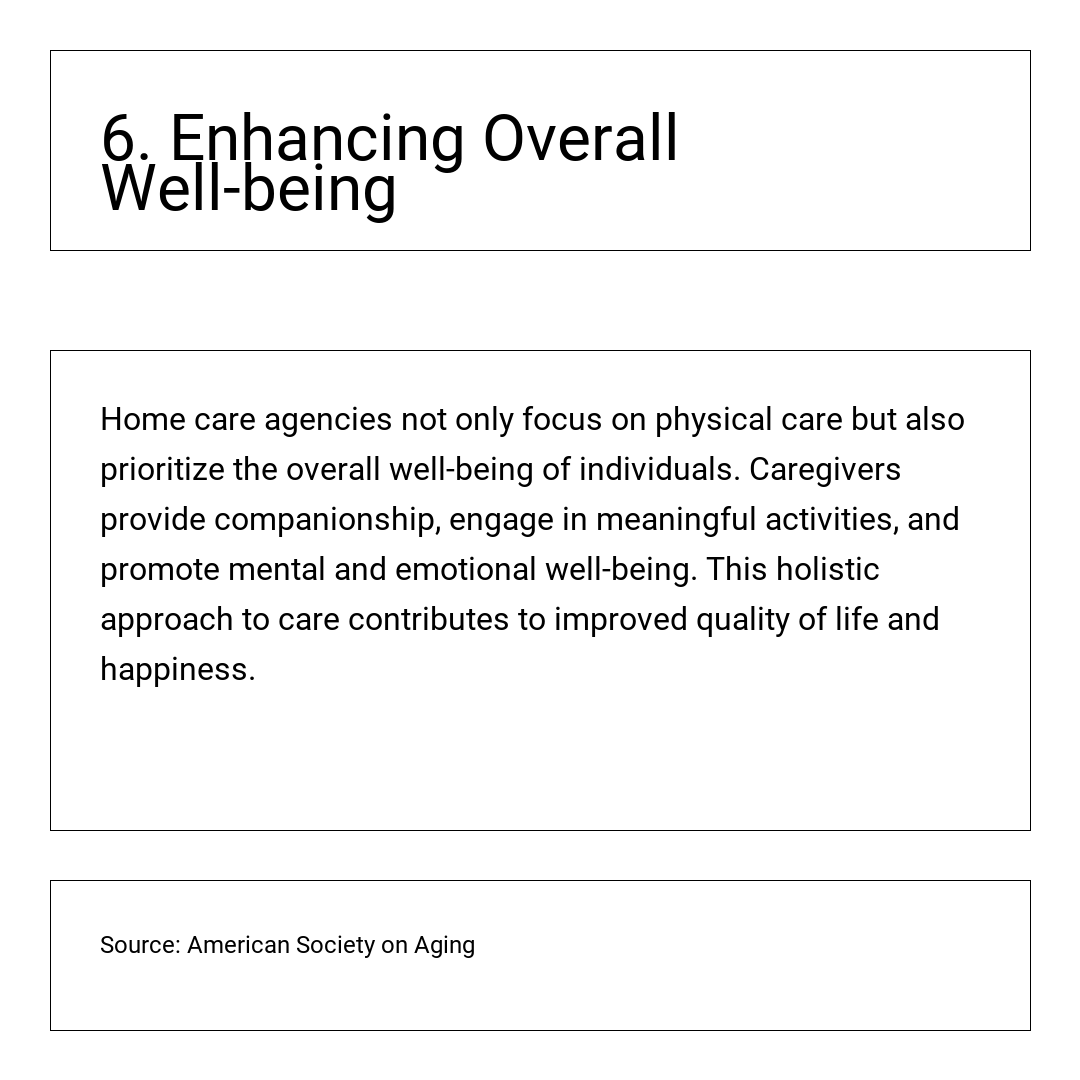 6. Enhancing Overall
Well-being
Home care agencies not only focus on physical care but also
prioritize the overall well-being of individuals. Caregivers
provide companionship, engage in meaningful activities, and
promote mental and emotional well-being. This holistic
approach to care contributes to improved quality of life and
happiness.
Source: American Society on Aging